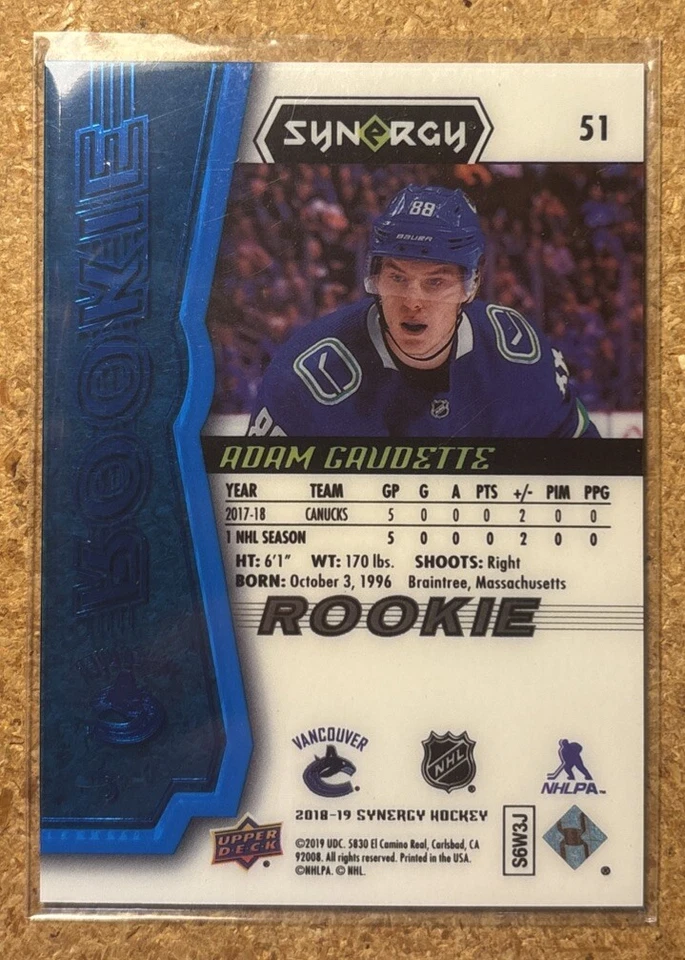 ROOKIE
SYNERGY
51
88
BAUER
ADAM GAUDETTE
YEAR TEAM GP G A PTS +/- PIM PPG
2017-18 CANUCKS 5 0 0 0 2 0 0
1 NHL SEASON 5 0 0 0 2 0 0
HT: 6'1" WT: 170 lbs. SHOOTS: Right
BORN: October 3, 1996 Braintree, Massachusetts
ROOKIE
VANCOUVER
NHL
NHLPA™
2018-19 SYNERGY HOCKEY
UPPER
D·E·C·K
©2019 UDC. 5830 El Camino Real, Carlsbad, CA
92008. All rights reserved. Printed in the USA.
©NHLPA. © NHL.
S6W3J